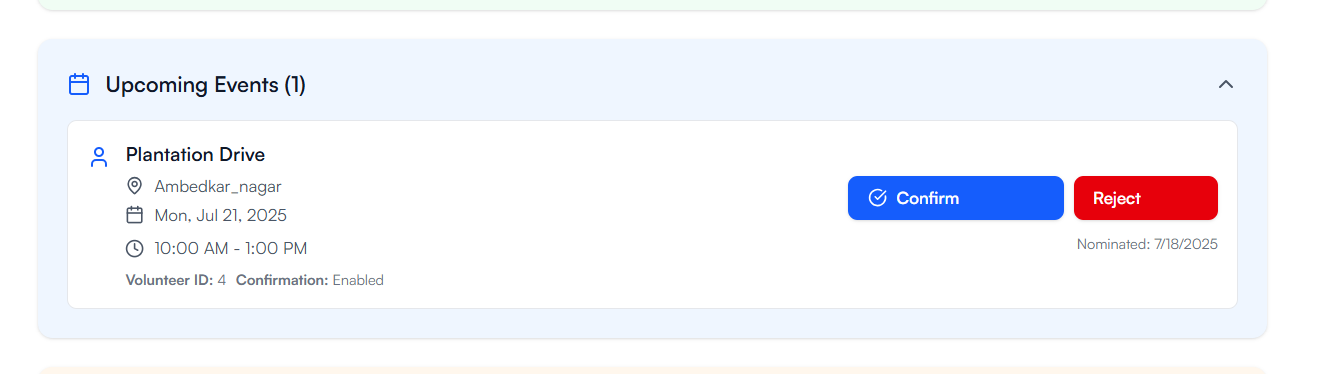 Upcoming Events (1)
Plantation Drive
Ambedkar_nagar
Mon, Jul 21, 2025
10:00 AM - 1:00 PM
Volunteer ID: 4 Confirmation: Enabled
Confirm
Reject
Nominated: 7/18/2025